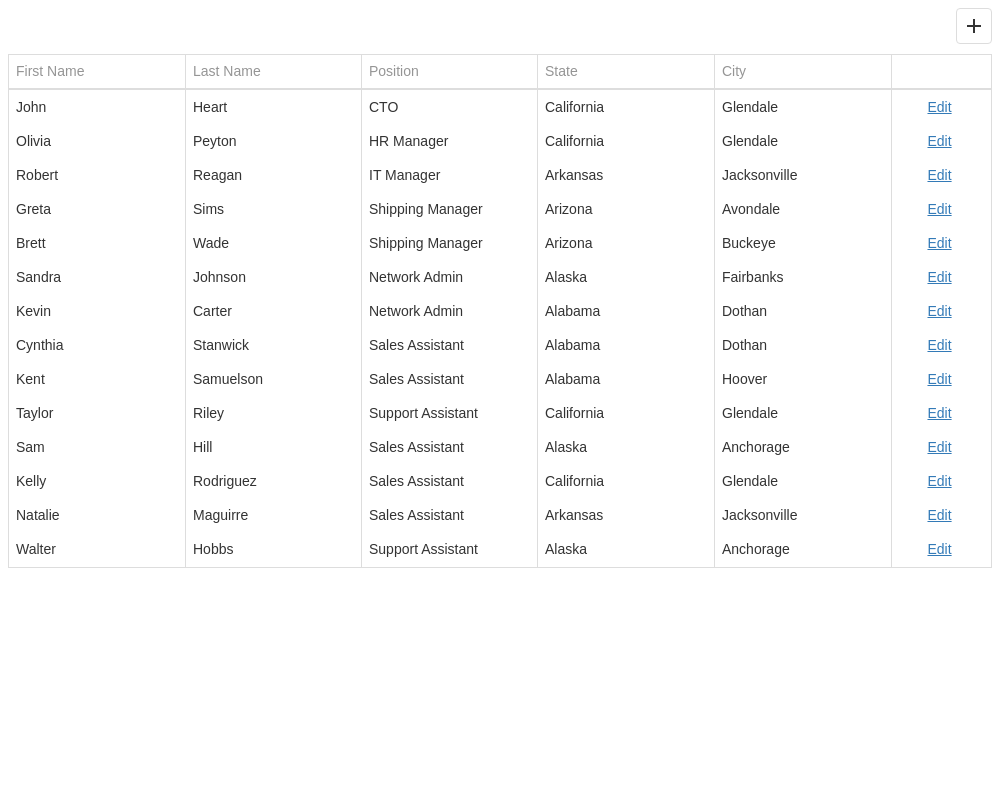 First Name Last Name Position State City
John Heart CTO California Glendale Edit
Olivia Peyton HR Manager California Glendale Edit
Robert Reagan IT Manager Arkansas Jacksonville Edit
Greta Sims Shipping Manager Arizona Avondale Edit
Brett Wade Shipping Manager Arizona Buckeye Edit
Sandra Johnson Network Admin Alaska Fairbanks Edit
Kevin Carter Network Admin Alabama Dothan Edit
Cynthia Stanwick Sales Assistant Alabama Dothan Edit
Kent Samuelson Sales Assistant Alabama Hoover Edit
Taylor Riley Support Assistant California Glendale Edit
Sam Hill Sales Assistant Alaska Anchorage Edit
Kelly Rodriguez Sales Assistant California Glendale Edit
Natalie Maguirre Sales Assistant Arkansas Jacksonville Edit
Walter Hobbs Support Assistant Alaska Anchorage Edit